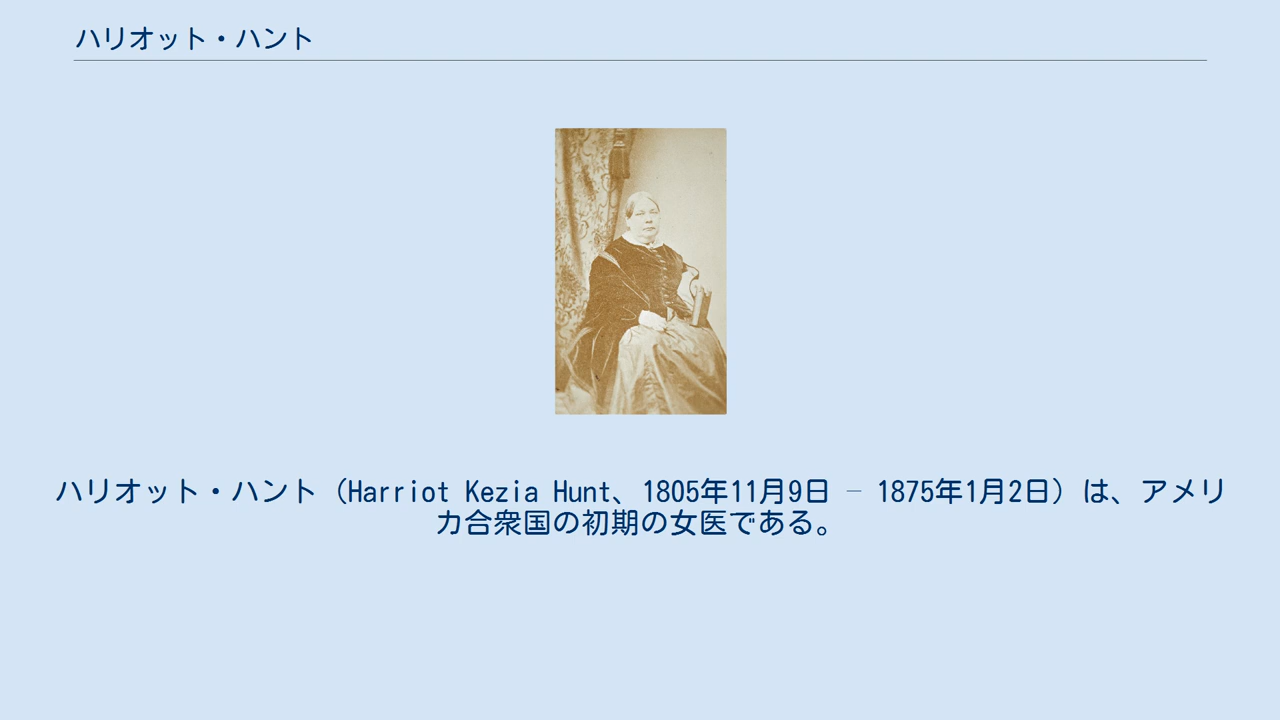 ハリオット・ハント
ハリオット・ハント（Harriot Kezia Hunt、1805年11月9日 – 1875年1月2日）は、アメリ
カ合衆国の初期の女医である。